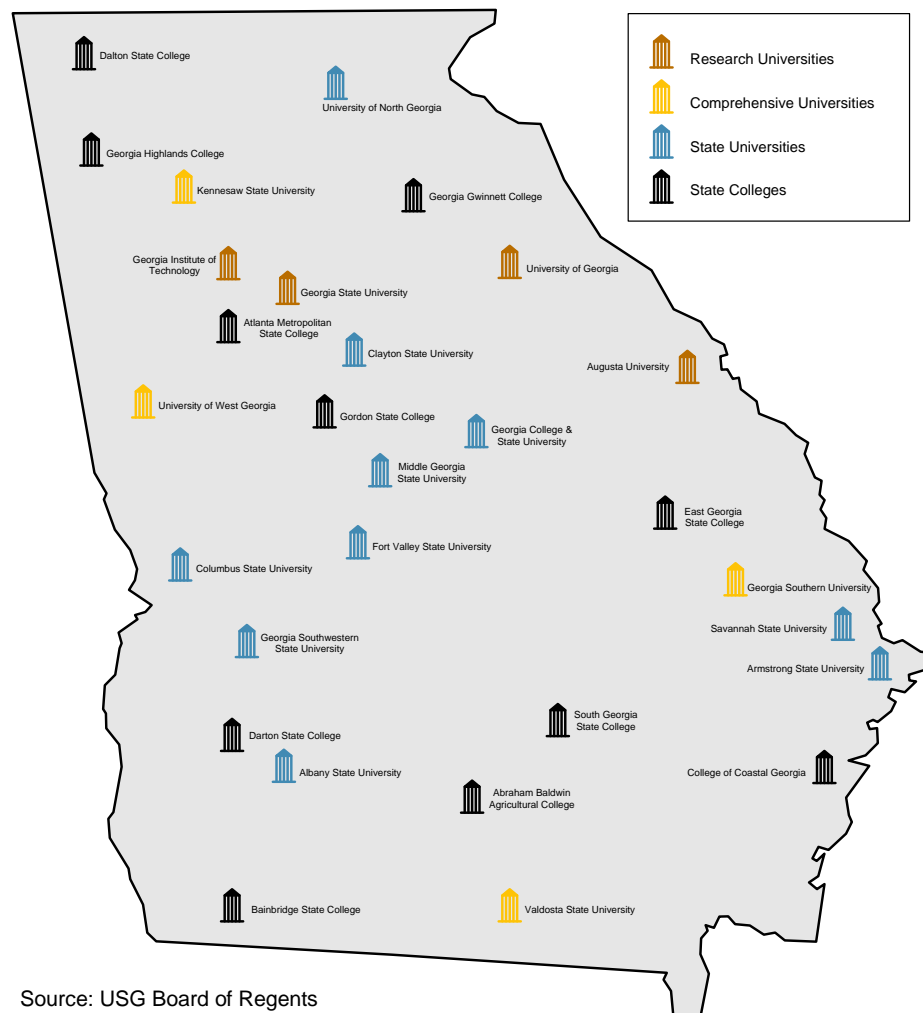 Dalton State College
University of North Georgia
Research Universities
Comprehensive Universities
State Universities
State Colleges
Georgia Highlands College
Kennesaw State University
Georgia Gwinnett College
Georgia Institute of
Technology
Georgia State University
University of Georgia
Atlanta Metropolitan
State College
Clayton State University
Augusta University
University of West Georgia
Gordon State College
Georgia College &
State University
Middle Georgia
State University
East Georgia
State College
Fort Valley State University
Columbus State University
Georgia Southern University
Savannah State University
Georgia Southwestern
State University
Armstrong State University
South Georgia
State College
Darton State College
Albany State University
College of Coastal Georgia
Abraham Baldwin
Agricultural College
Bainbridge State College
Valdosta State University
Source: USG Board of Regents